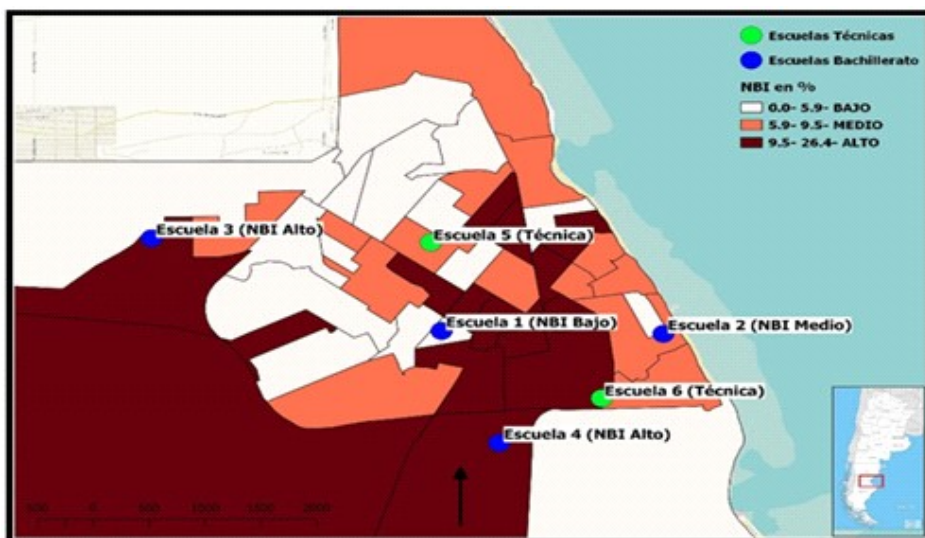 Escuelas Técnicas
Escuelas Bachillerato
NBI en %
0.0- 5.9- BAJO
5.9- 9.5- MEDIO
9.5- 26.4- ALTO
Escuela 3 (NBI Alto)
Escuela 5 (Técnica)
Escuela 1 (NBI Bajo)
Escuela 2 (NBI Medio)
Escuela 6 (Técnica)
Escuela 4 (NBI Alto)
500 0 500 1000 1500 2000